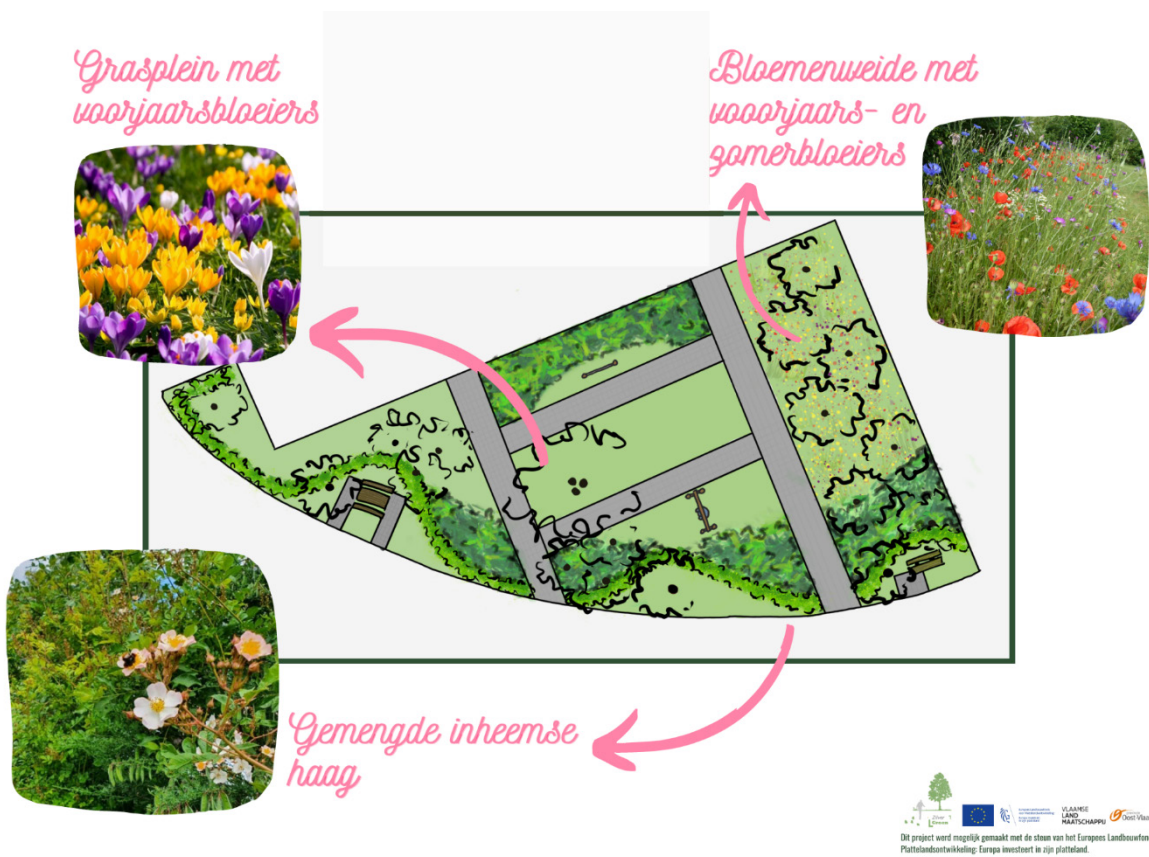 Grasplein met
voorjaarsbloeiers
Bloemenweide met
vooorjaars- en
zomerbloeiers
Gemengde inheemse
haag
VLAAMSE
LAND
MAATSCHAPPIJ
Dit project werd mogelijk gemaakt met de steun van het Europees Landbouwfon
Plattelandsontwikkeling: Europa investeert in zijn platteland.